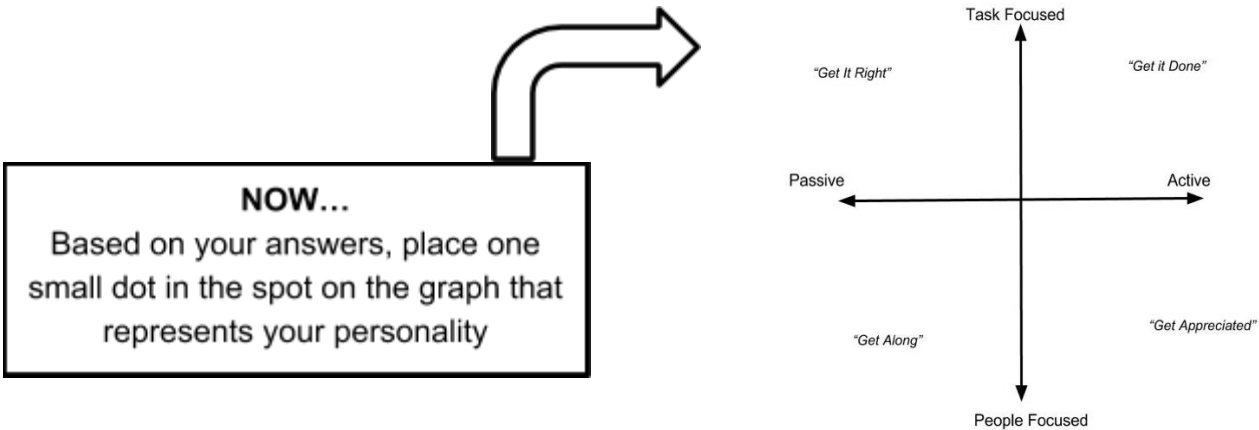 NOW...
Based on your answers, place one
small dot in the spot on the graph that
represents your personality
Task Focused
“Get It Right”
“Get it Done”
Passive
Active
“Get Along”
“Get Appreciated”
People Focused